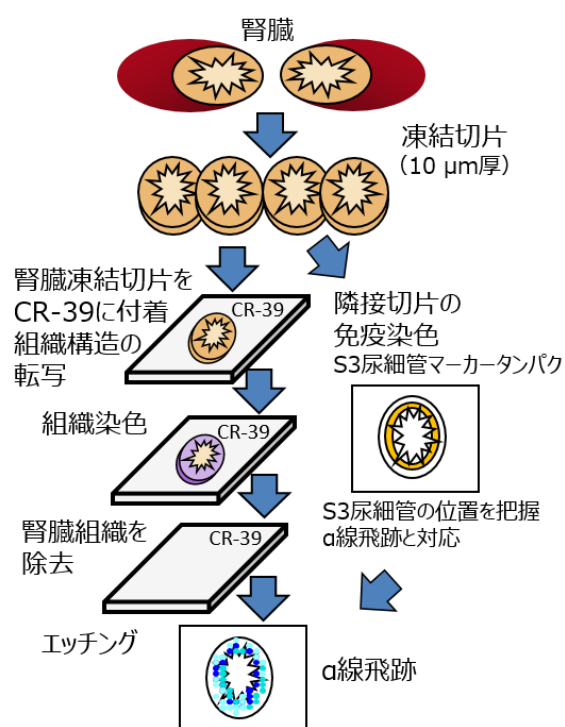 腎臓
凍結切片
（10 μm厚）
腎臓凍結切片を
CR-39に付着
組織構造の
転写
CR-39
隣接切片の
免疫染色
S3尿細管マーカータンパク
組織染色
CR-39
S3尿細管の位置を把握
α線飛跡と対応
腎臓組織を
除去
CR-39
エッチング
α線飛跡